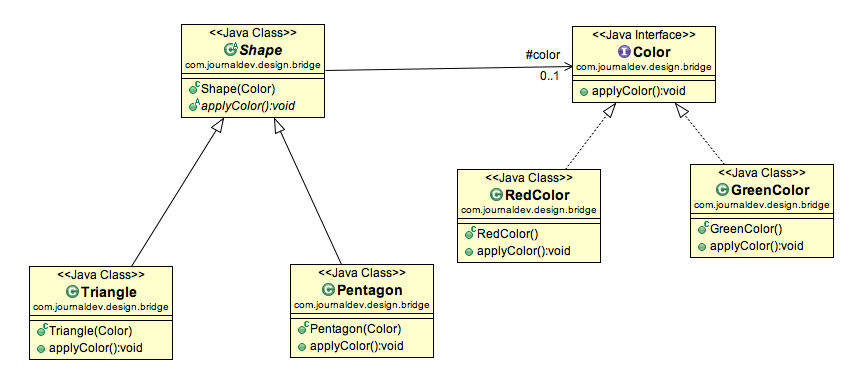 <<Java Class>>
Shape
com.journaldev.design.bridge
Shape(Color)
applyColor():void
#color
0..1
<<Java Interface>>
Color
com.journaldev.design.bridge
applyColor():void
<<Java Class>>
RedColor
com.journaldev.design.bridge
RedColor()
applyColor():void
<<Java Class>>
GreenColor
com.journaldev.design.bridge
GreenColor()
applyColor():void
<<Java Class>>
Triangle
com.journaldev.design.bridge
Triangle(Color)
applyColor():void
<<Java Class>>
Pentagon
com.journaldev.design.bridge
Pentagon(Color)
applyColor():void